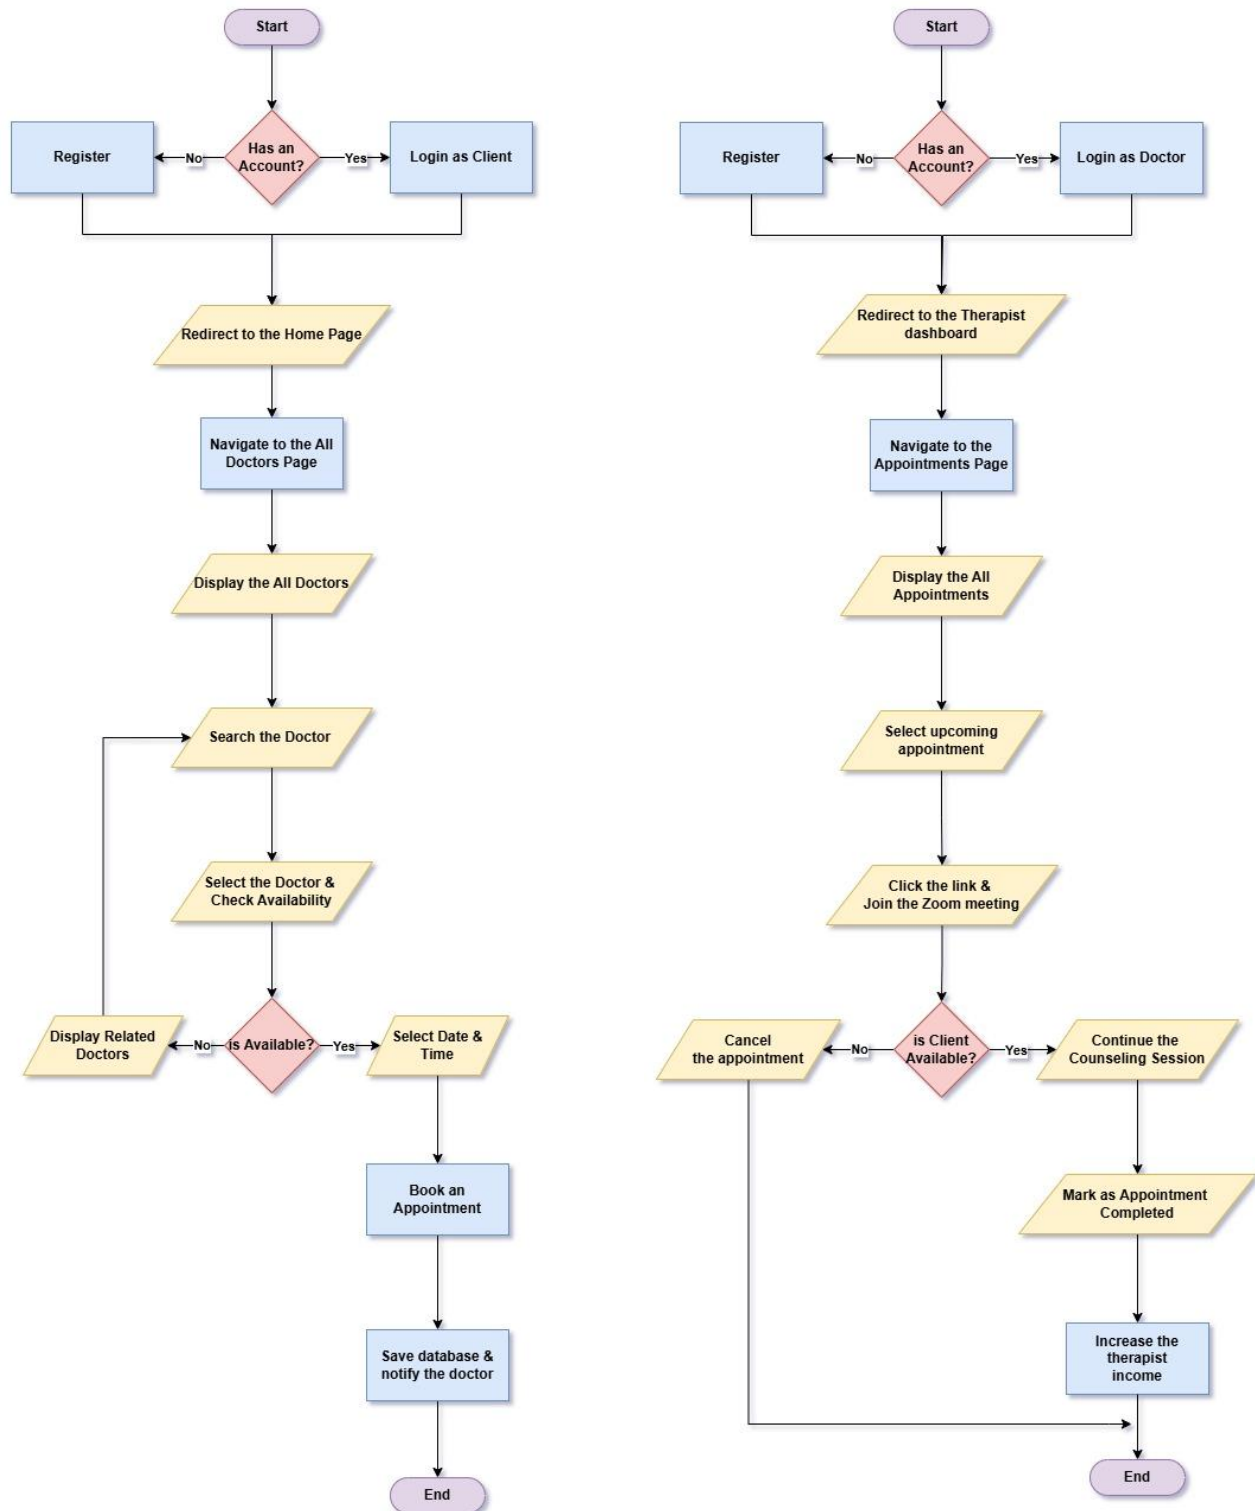 Start
Has an
Account?
No
Yes
Register
Login as Client
Redirect to the Home Page
Navigate to the All
Doctors Page
Display the All Doctors
Search the Doctor
Select the Doctor &
Check Availability
is Available?
No
Yes
Display Related
Doctors
Select Date &
Time
Book an
Appointment
Save database &
notify the doctor
End
Start
Has an
Account?
No
Yes
Register
Login as Doctor
Redirect to the Therapist
dashboard
Navigate to the
Appointments Page
Display the All
Appointments
Select upcoming
appointment
Click the link &
Join the Zoom meeting
is Client
Available?
No
Yes
Cancel
the appointment
Continue the
Counseling Session
Mark as Appointment
Completed
Increase the
therapist
income
End